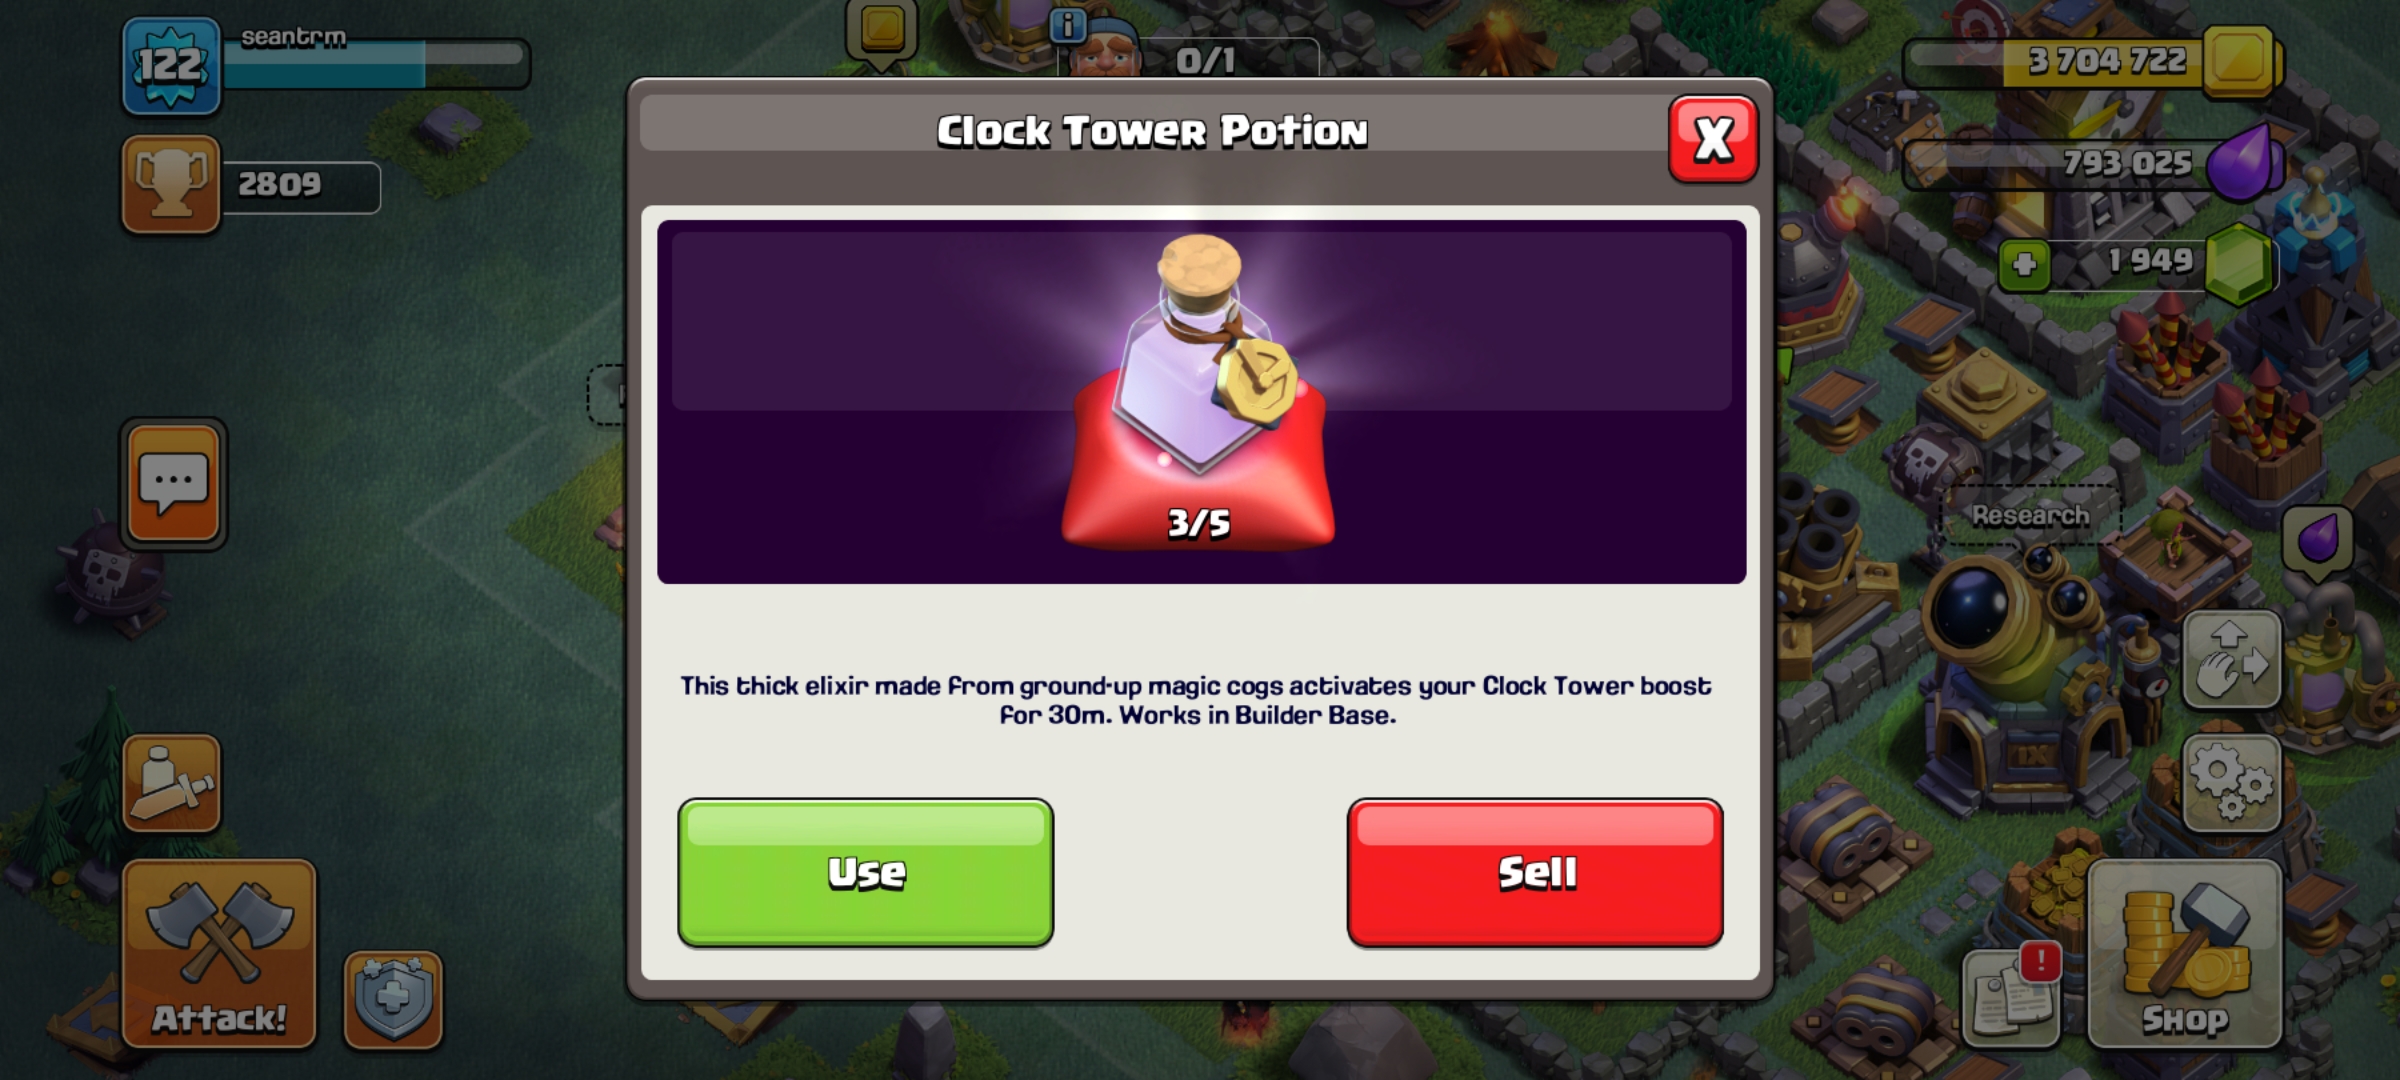 122
seantrm
2809
0/1
3 704 722
793 025
1 949
Clock Tower Potion
X
3/5
This thick elixir made from ground-up magic cogs activates your Clock Tower boost
for 30m. Works in Builder Base.
Use
Sell
Research
IX
Attack!
!
Shop